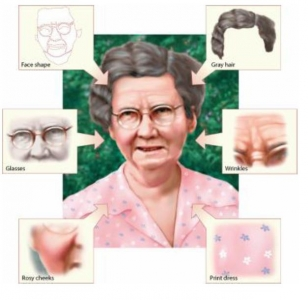 Face shape
Gray hair
Glasses
Wrinkles
Rosy cheeks
Print dress